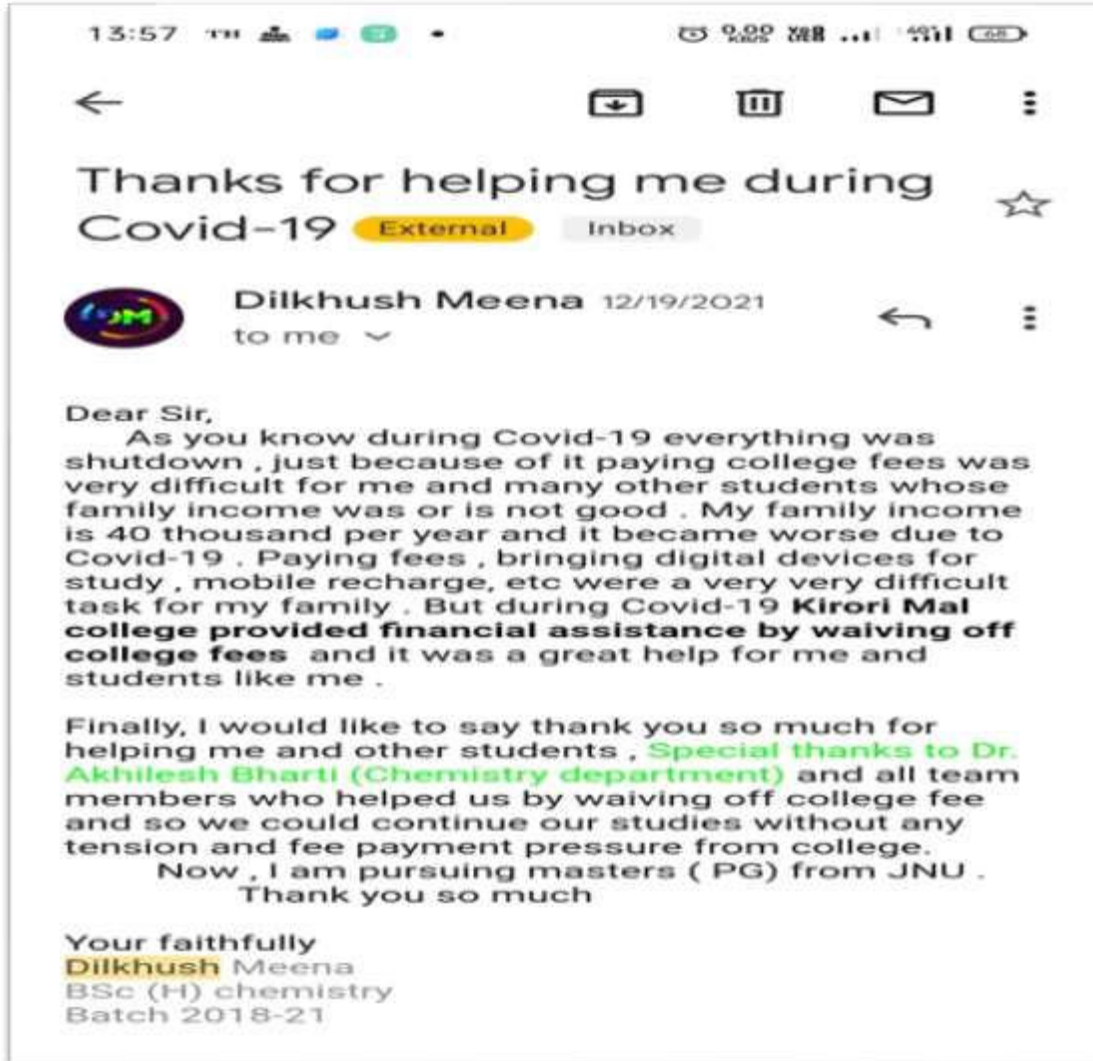 13:57
0.00
KB/S
68
Thanks for helping me during
Covid-19 External Inbox
Dilkhush Meena 12/19/2021
to me
Dear Sir,
As you know during Covid-19 everything was
shutdown , just because of it paying college fees was
very difficult for me and many other students whose
family income was or is not good . My family income
is 40 thousand per year and it became worse due to
Covid-19 . Paying fees , bringing digital devices for
study , mobile recharge, etc were a very very difficult
task for my family . But during Covid-19 Kirori Mal
college provided financial assistance by waiving off
college fees and it was a great help for me and
students like me .
Finally, I would like to say thank you so much for
helping me and other students , Special thanks to Dr.
Akhilesh Bharti (Chemistry department) and all team
members who helped us by waiving off college fee
and so we could continue our studies without any
tension and fee payment pressure from college.
Now , I am pursuing masters ( PG) from JNU .
Thank you so much
Your faithfully
Dilkhush Meena
BSc (H) chemistry
Batch 2018-21